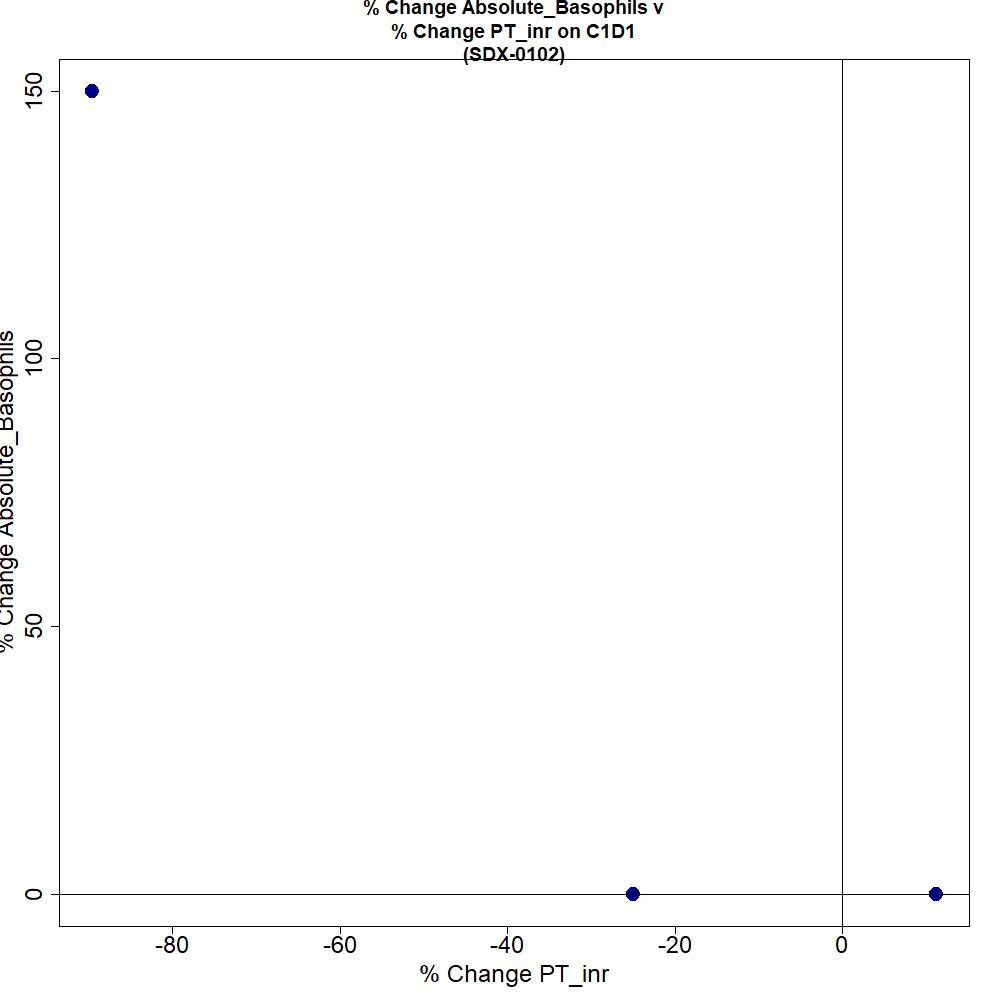 % Change Absolute_Basophils v
% Change PT_inr on C1D1
(SDX-0102)
% Change Absolute_Basophils
150
100
50
0
-80
-60
-40
-20
0
% Change PT_inr